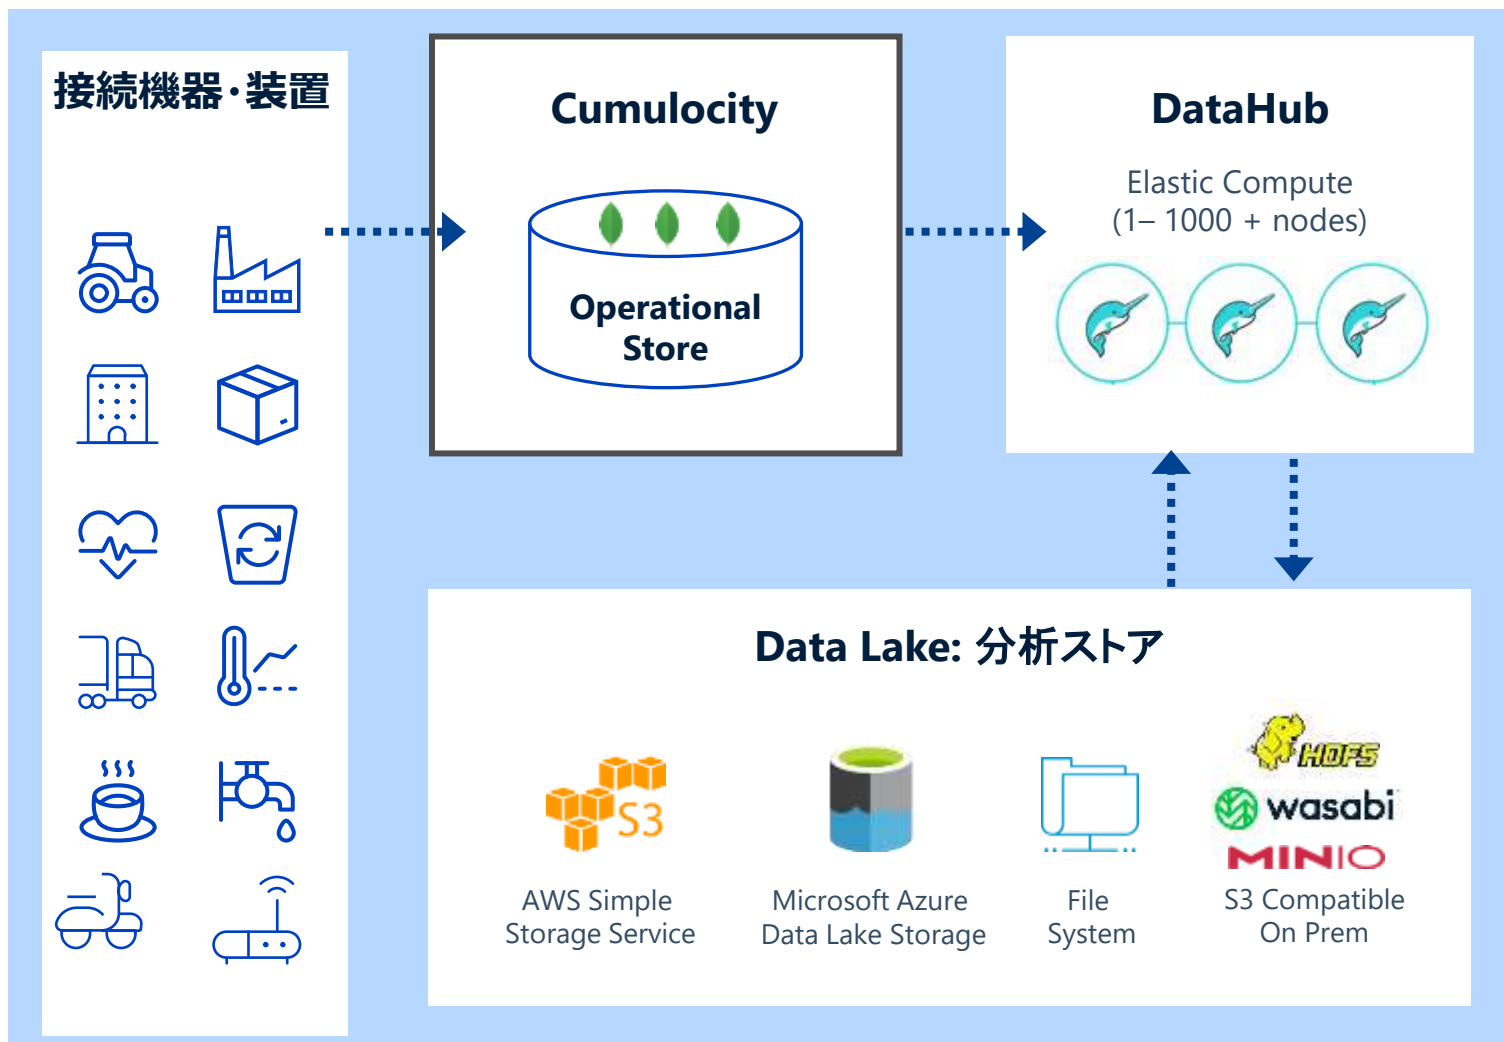 接続機器・装置
Cumulocity
Operational
Store
DataHub
Elastic Compute
(1– 1000 + nodes)
Data Lake: 分析ストア
S3
AWS Simple
Storage Service
Microsoft Azure
Data Lake Storage
File
System
HDFS
wasabi
MINIO
S3 Compatible
On Prem